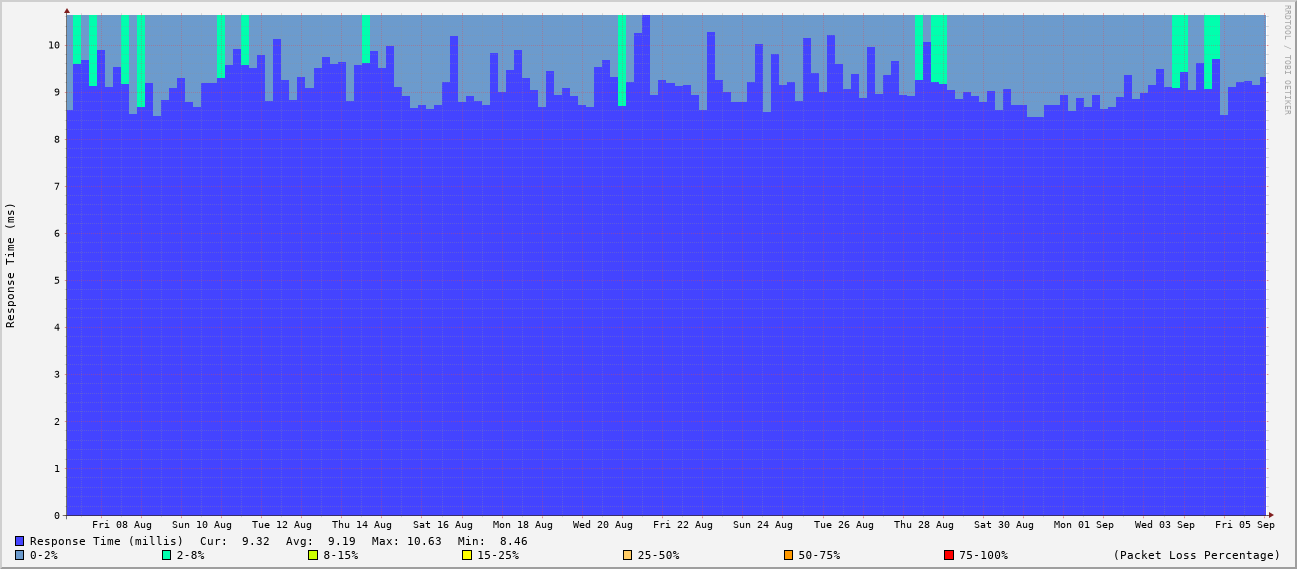 RRDTOOL / TOBI OETIKER
Response Time (ms)
10
9
8
7
6
5
4
3
2
1
0
Fri 08 Aug Sun 10 Aug Tue 12 Aug Thu 14 Aug Sat 16 Aug Mon 18 Aug Wed 20 Aug Fri 22 Aug Sun 24 Aug Tue 26 Aug Thu 28 Aug Sat 30 Aug Mon 01 Sep Wed 03 Sep Fri 05 Sep
Response Time (millis) Cur: 9.32 Avg: 9.19 Max: 10.63 Min: 8.46
0-2% 2-8% 8-15% 15-25% 25-50% 50-75% 75-100% (Packet Loss Percentage)